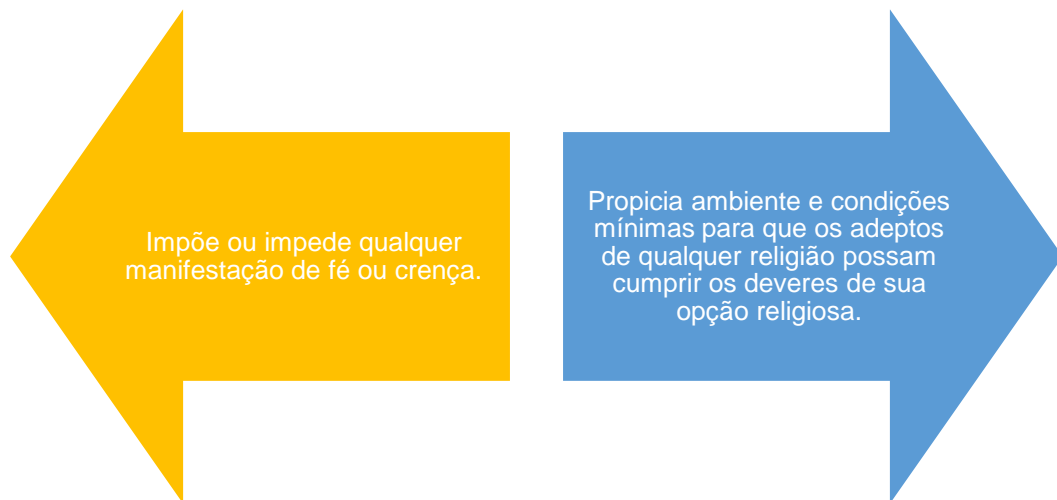 Impõe ou impede qualquer
manifestação de fé ou crença.
Propicia ambiente e condições
mínimas para que os adeptos
de qualquer religião possam
cumprir os deveres de sua
opção religiosa.